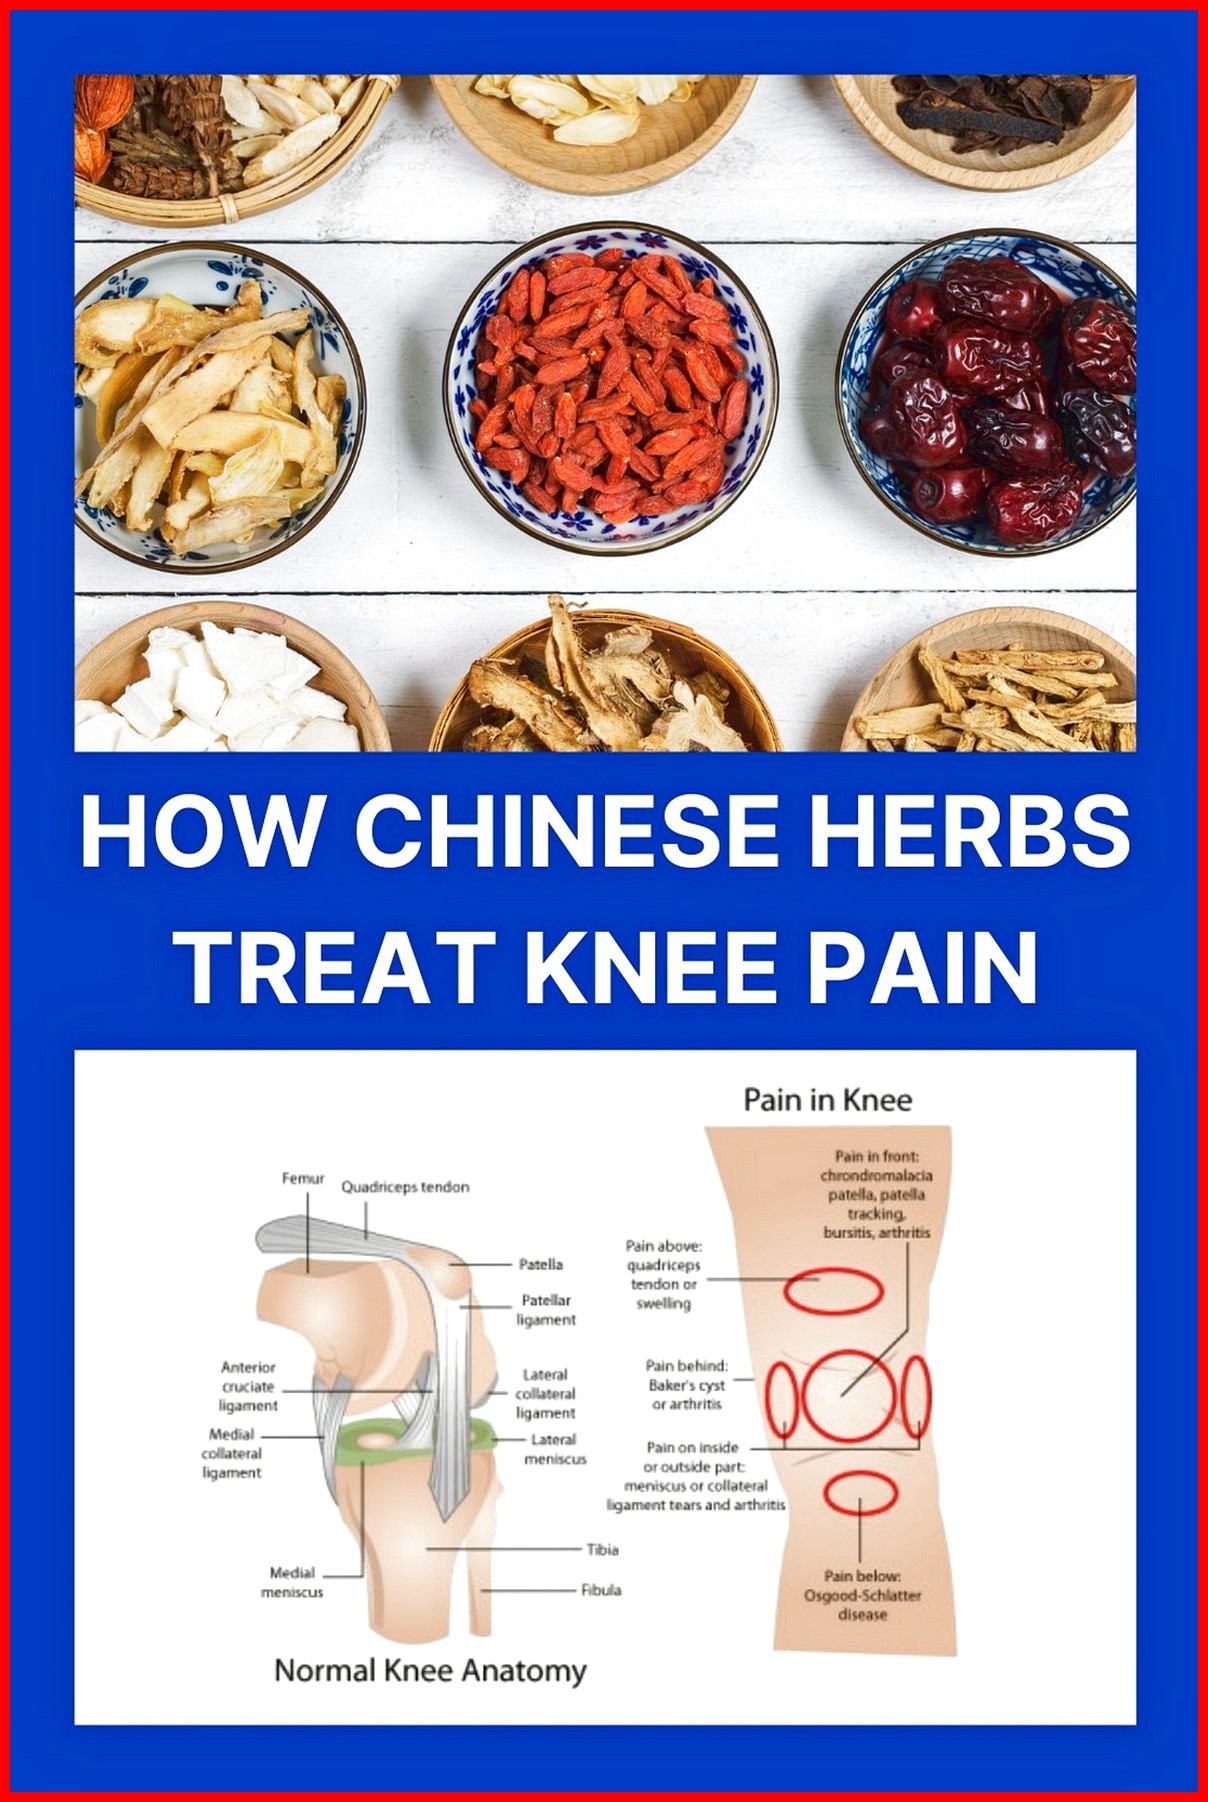 HOW CHINESE HERBS
TREAT KNEE PAIN
Pain in Knee
Pain in front:
chrondromalacia
patella, patella
tracking,
bursitis, arthritis
Pain above:
quadriceps
tendon or
swelling
Pain behind:
Baker's cyst
or arthritis
Pain on inside
or outside part:
meniscus or collateral
ligament tears and arthritis
Pain below:
Osgood-Schlatter
disease
Femur
Quadriceps tendon
Patella
Patellar
ligament
Anterior
cruciate
ligament
Lateral
collateral
ligament
Medial
collateral
ligament
Lateral
meniscus
Tibia
Medial
meniscus
Fibula
Normal Knee Anatomy